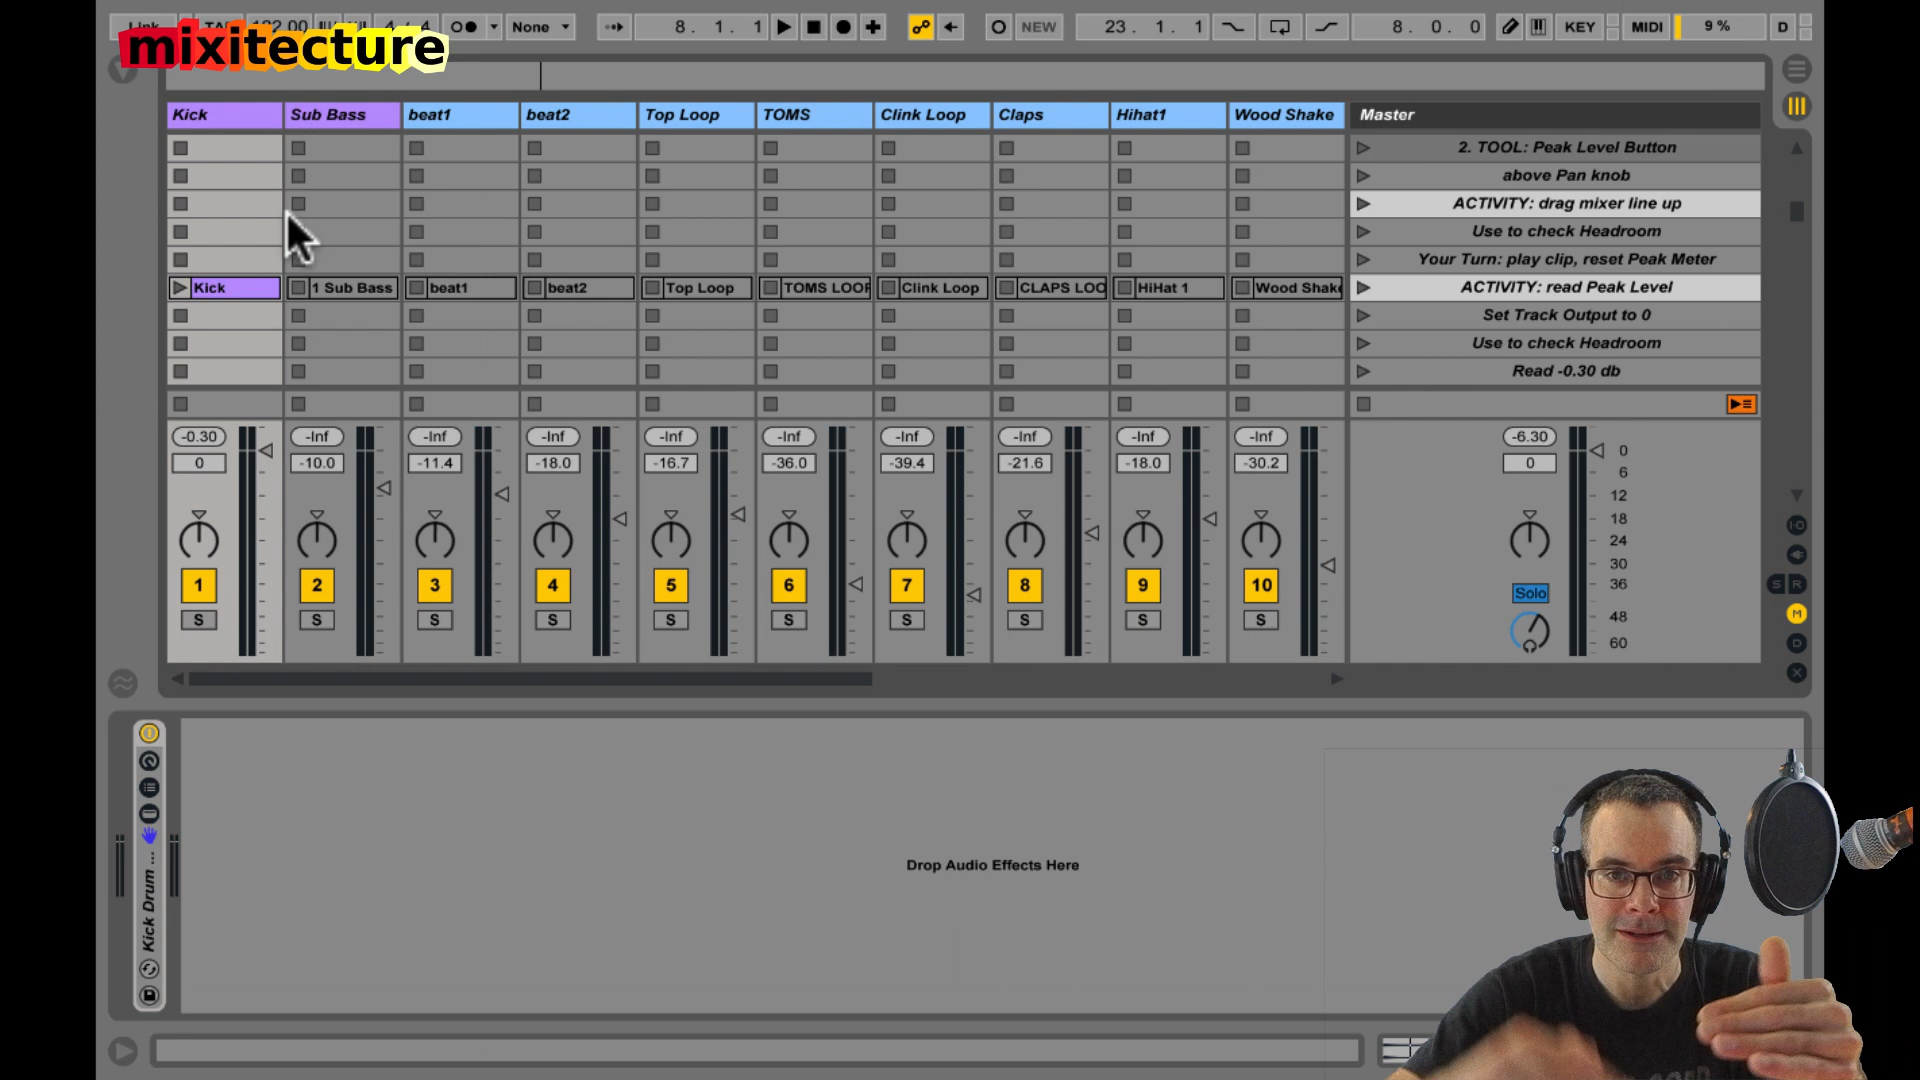 Link TAP 122.00 4 / 4 None 8. 1. 1 NEW 23. 1. 1 8. 0. 0 KEY MIDI 9 % D
mixitecture
Kick Sub Bass beat1 beat2 Top Loop TOMS Clink Loop Claps Hihat1 Wood Shake Master
2. TOOL: Peak Level Button
above Pan knob
ACTIVITY: drag mixer line up
Use to check Headroom
Your Turn: play clip, reset Peak Meter
Kick 1 Sub Bass beat1 beat2 Top Loop TOMS LOOP Clink Loop CLAPS LOO HiHat 1 Wood Shake ACTIVITY: read Peak Level
Set Track Output to 0
Use to check Headroom
Read -0.30 db
-0.30 -Inf -Inf -Inf -Inf -Inf -Inf -Inf -Inf -Inf -6.30
0 -10.0 -11.4 -18.0 -16.7 -36.0 -39.4 -21.6 -18.0 -30.2 0
0
6
12
18
24
30
36
48
60
1 2 3 4 5 6 7 8 9 10
S S S S S S S S S S Solo
I-O
S R
M
D
X
Kick Drum ...
Drop Audio Effects Here